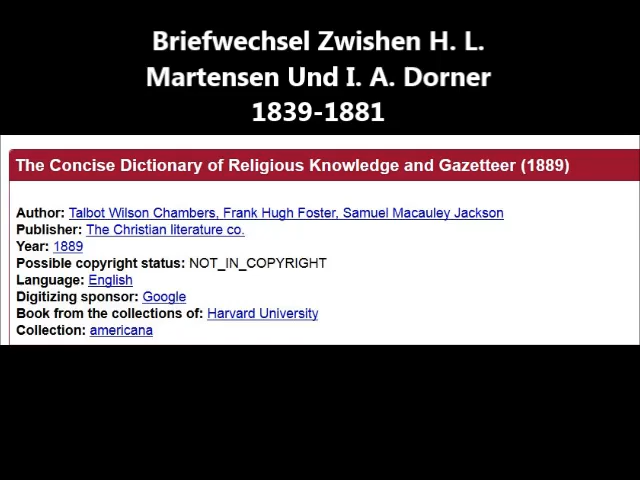 Briefwechsel Zwishen H. L.
Martensen Und I. A. Dorner
1839-1881
The Concise Dictionary of Religious Knowledge and Gazetteer (1889)
Author: Talbot Wilson Chambers, Frank Hugh Foster, Samuel Macauley Jackson
Publisher: The Christian literature co.
Year: 1889
Possible copyright status: NOT_IN_COPYRIGHT
Language: English
Digitizing sponsor: Google
Book from the collections of: Harvard University
Collection: americana